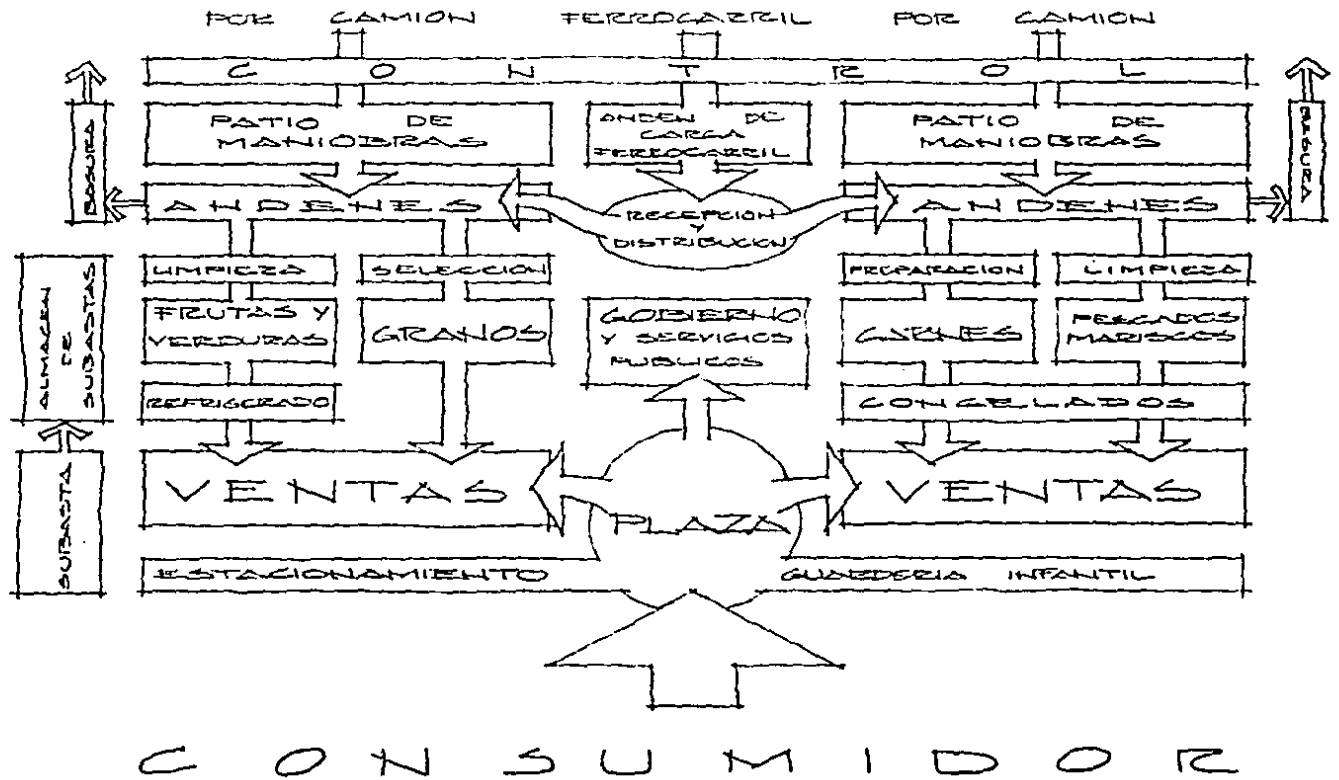 POR CAMION
FERROCARRIL
POR CAMION
CONTROL
BASURA
PATIO DE
MANIOBRAS
ANDEN DE
CARGA
FERROCARRIL
PATIO DE
MANIOBRAS
BASURA
ANDENES
RECEPCION
Y
DISTRIBUCION
ANDENES
LIMPIEZA
SELECCION
PREPARACION
LIMPIEZA
ALMACEN
DE
SUBASTAS
FRUTAS Y
VERDURAS
GRANOS
GOBIERNO
Y SERVICIOS
PUBLICOS
CARNES
PESCADOS
MARISCOS
REFRIGERADO
CONGELADOS
SUBASTA
VENTAS
PLAZA
VENTAS
ESTACIONAMIENTO
GUARDERIA INFANTIL
CONSUMIDOR